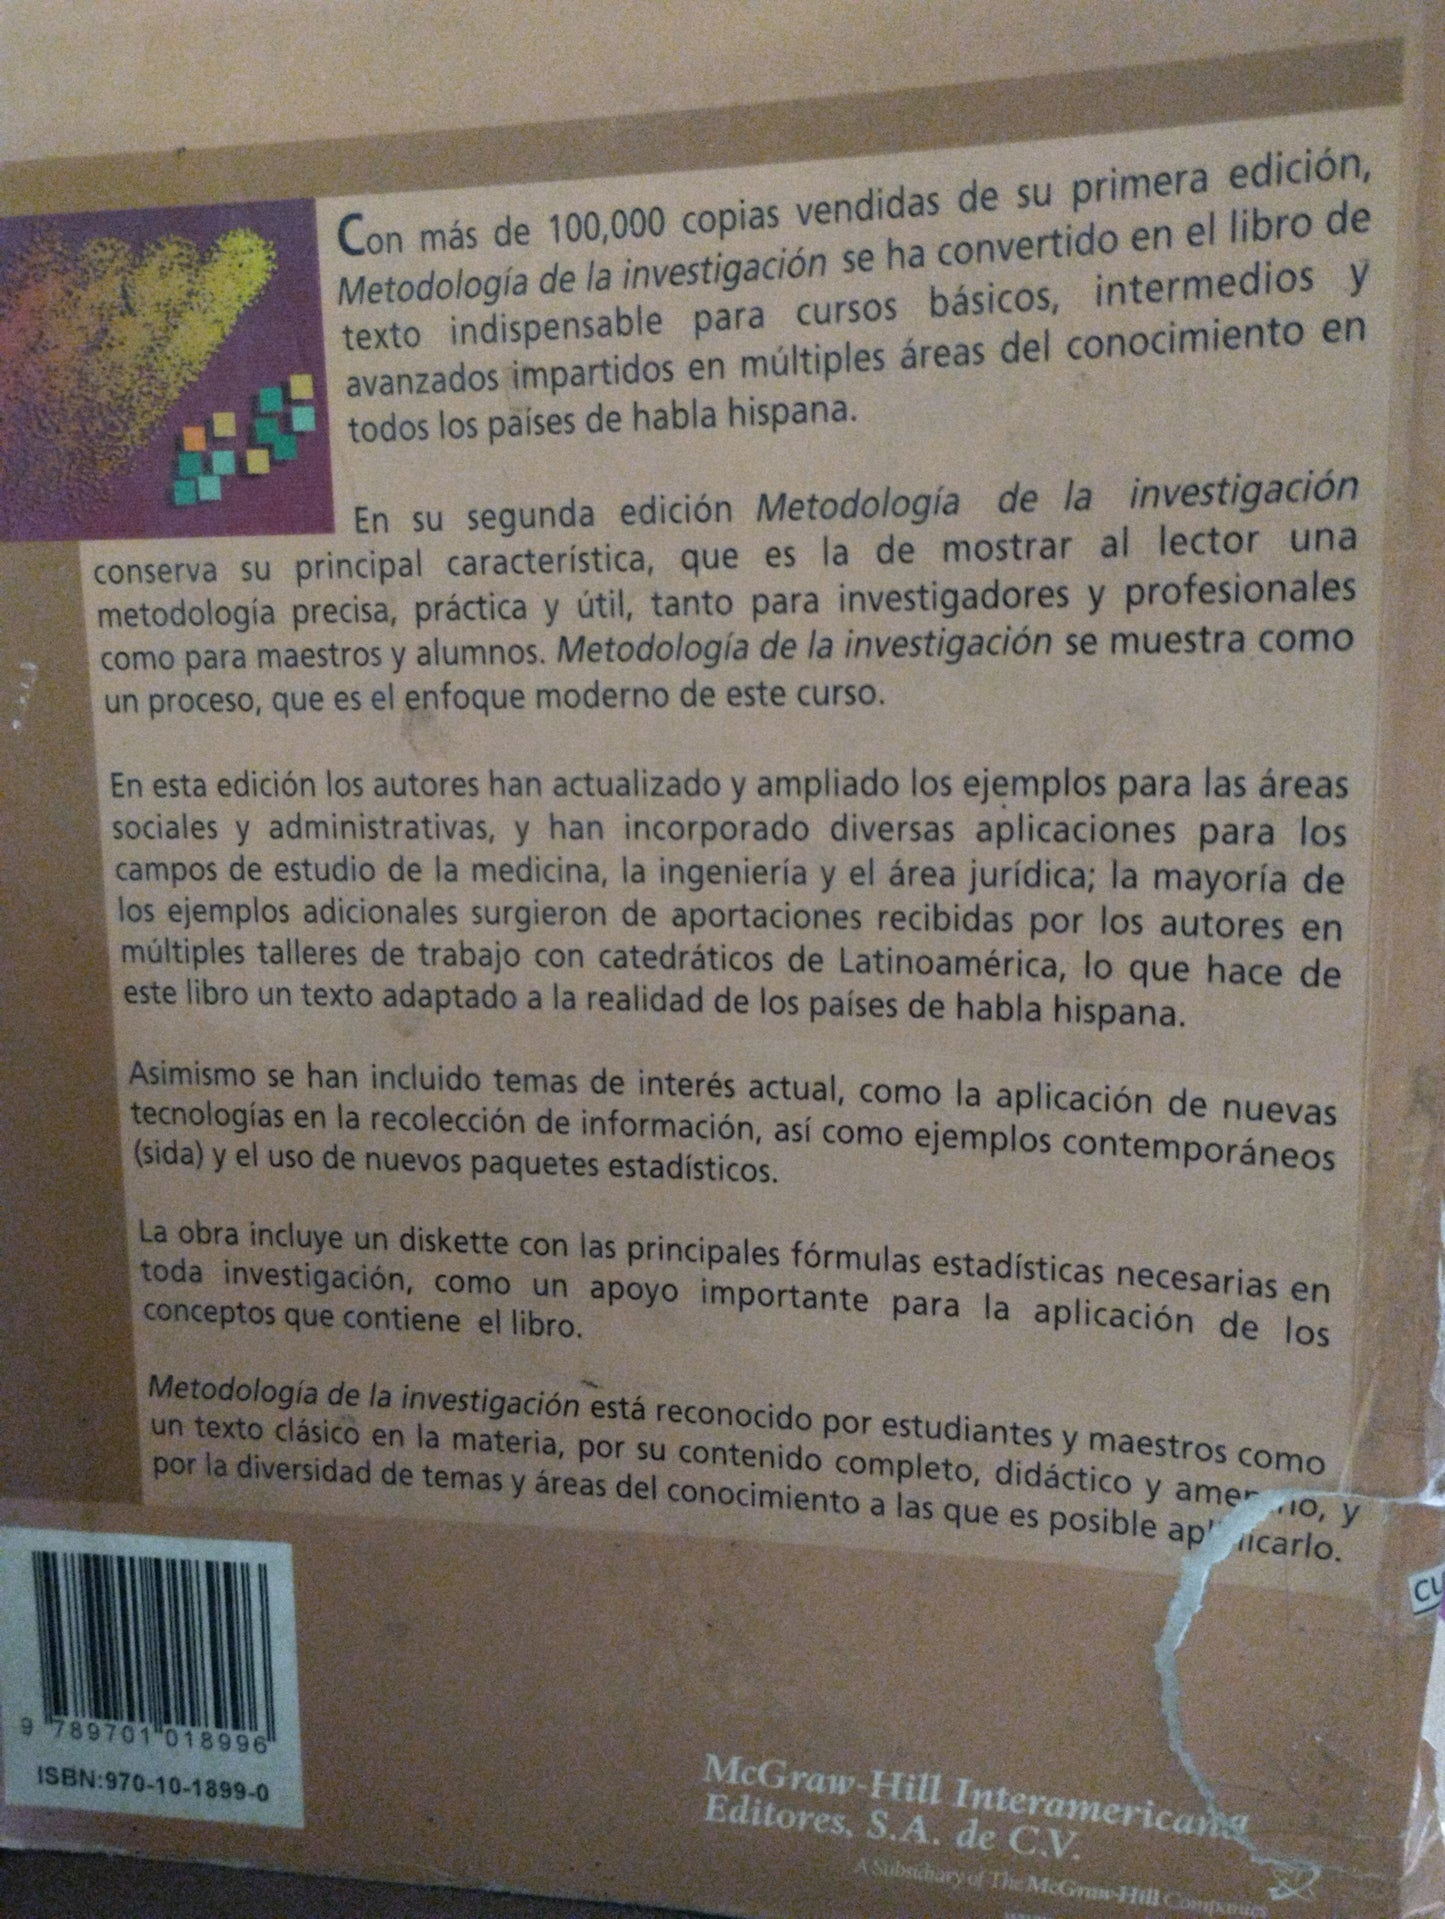 Con más de 100,000 copias vendidas de su primera edición,
Metodología de la investigación se ha convertido en el libro de
texto indispensable para cursos básicos, intermedios y
avanzados impartidos en múltiples áreas del conocimiento en
todos los países de habla hispana.
En su segunda edición Metodología de la investigación
conserva su principal característica, que es la de mostrar al lector una
metodología precisa, práctica y útil, tanto para investigadores y profesionales
como para maestros y alumnos. Metodología de la investigación se muestra como
un proceso, que es el enfoque moderno de este curso.
En esta edición los autores han actualizado y ampliado los ejemplos para las áreas
sociales y administrativas, y han incorporado diversas aplicaciones para los
campos de estudio de la medicina, la ingeniería y el área jurídica; la mayoría de
los ejemplos adicionales surgieron de aportaciones recibidas por los autores en
múltiples talleres de trabajo con catedráticos de Latinoamérica, lo que hace de
este libro un texto adaptado a la realidad de los países de habla hispana.
Asimismo se han incluido temas de interés actual, como la aplicación de nuevas
tecnologías en la recolección de información, así como ejemplos contemporáneos
(sida) y el uso de nuevos paquetes estadísticos.
La obra incluye un diskette con las principales fórmulas estadísticas necesarias en
toda investigación, como un apoyo importante para la aplicación de los
conceptos que contiene el libro.
Metodología de la investigación está reconocido por estudiantes y maestros como
un texto clásico en la materia, por su contenido completo, didáctico y ameno, y
por la diversidad de temas y áreas del conocimiento a las que es posible aplicarlo.
9 789701 018996
ISBN:970-10-1899-0
McGraw-Hill Interamericana
Editores, S.A. de C.V.
A Subsidiary of The McGraw-Hill Companies